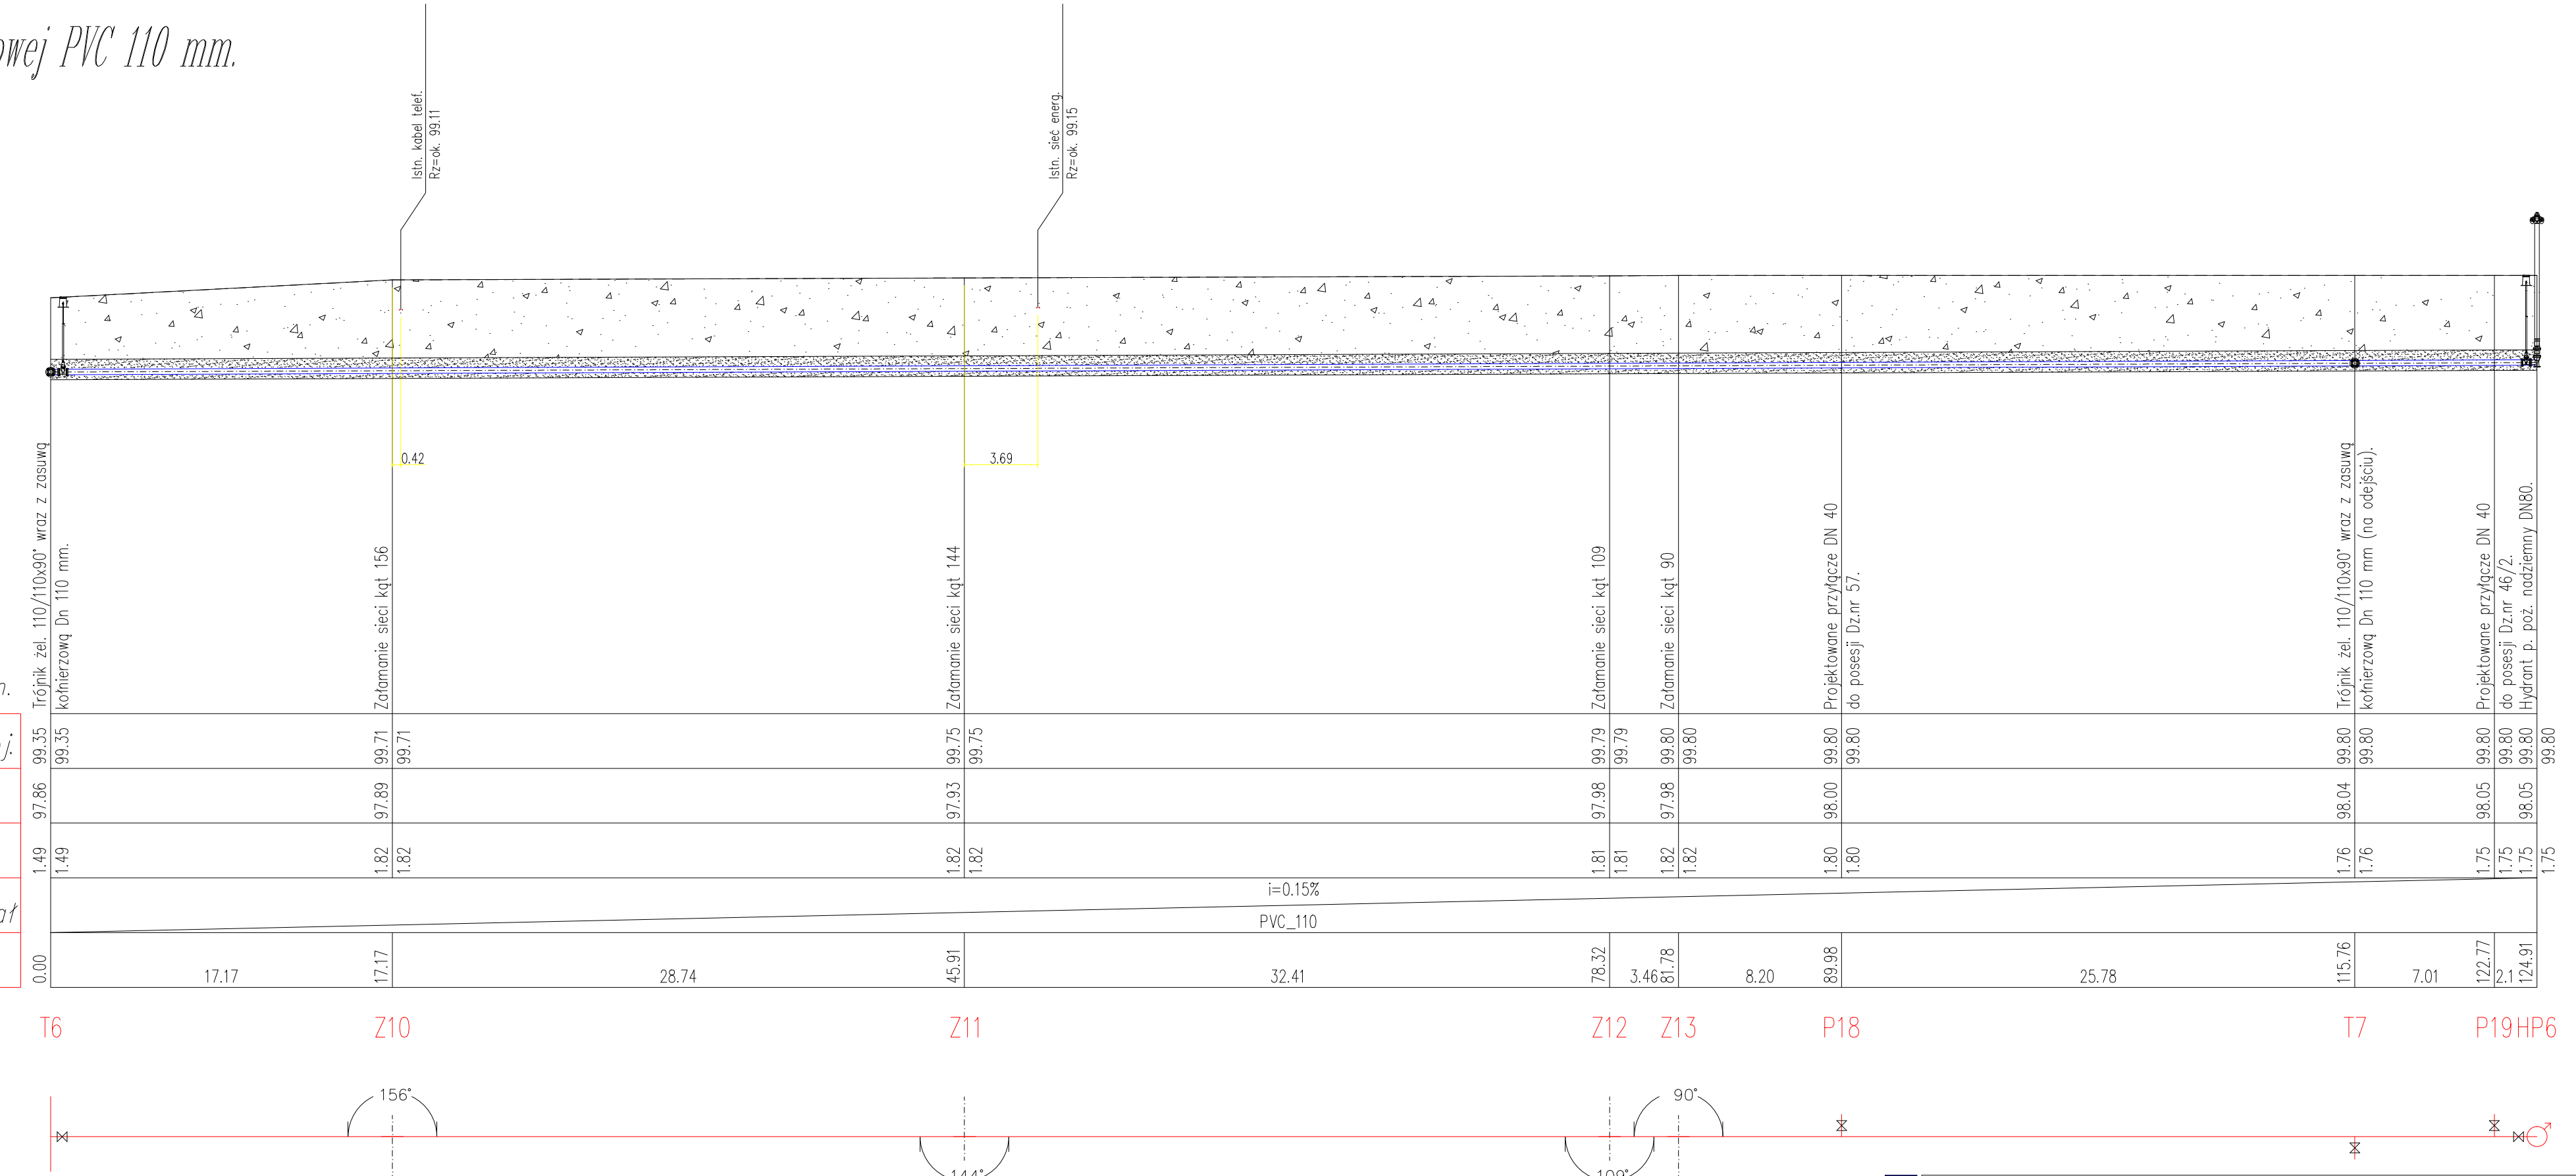 owej PVC 110 mm.
Istn. kabel telef.
Rz=ok. 99.11
Istn. sieć energ.
Rz=ok. 99.15
0.42
3.69
Trójnik żel. 110/110x90° wraz z zasuwą
kołnierzową Dn 110 mm.
Załamanie sieci kąt 156
Załamanie sieci kąt 144
Załamanie sieci kąt 109
Załamanie sieci kąt 90
Projektowane przyłącze DN 40
do posesji Dz.nr 57.
Trójnik żel. 110/110x90° wraz z zasuwą
kołnierzową Dn 110 mm (na odejściu).
Projektowane przyłącze DN 40
do posesji Dz.nr 46/2.
Hydrant p. poż. nadziemny DN80.
99.35 99.35 99.71 99.71 99.75 99.75 99.79 99.79 99.80 99.80 99.80 99.80 99.80 99.80 99.80 99.80 99.80 99.80
97.86 97.89 97.93 97.98 97.98 98.00 98.04 98.05 98.05
1.49 1.49 1.82 1.82 1.82 1.82 1.81 1.81 1.82 1.82 1.80 1.80 1.76 1.76 1.75 1.75 1.75 1.75
i=0.15%
PVC_110
0.00 17.17 17.17 28.74 45.91 32.41 78.32 3.46 81.78 8.20 89.98 25.78 115.76 7.01 122.77 2.1 124.91
T6 Z10 Z11 Z12 Z13 P18 T7 P19 HP6
156° 90°
144° 109°